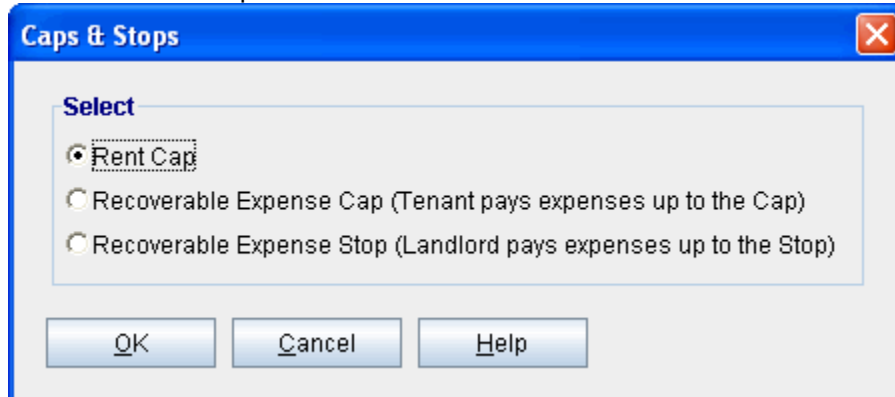 Caps & Stops
Select
Rent Cap
Recoverable Expense Cap (Tenant pays expenses up to the Cap)
Recoverable Expense Stop (Landlord pays expenses up to the Stop)
OK Cancel Help